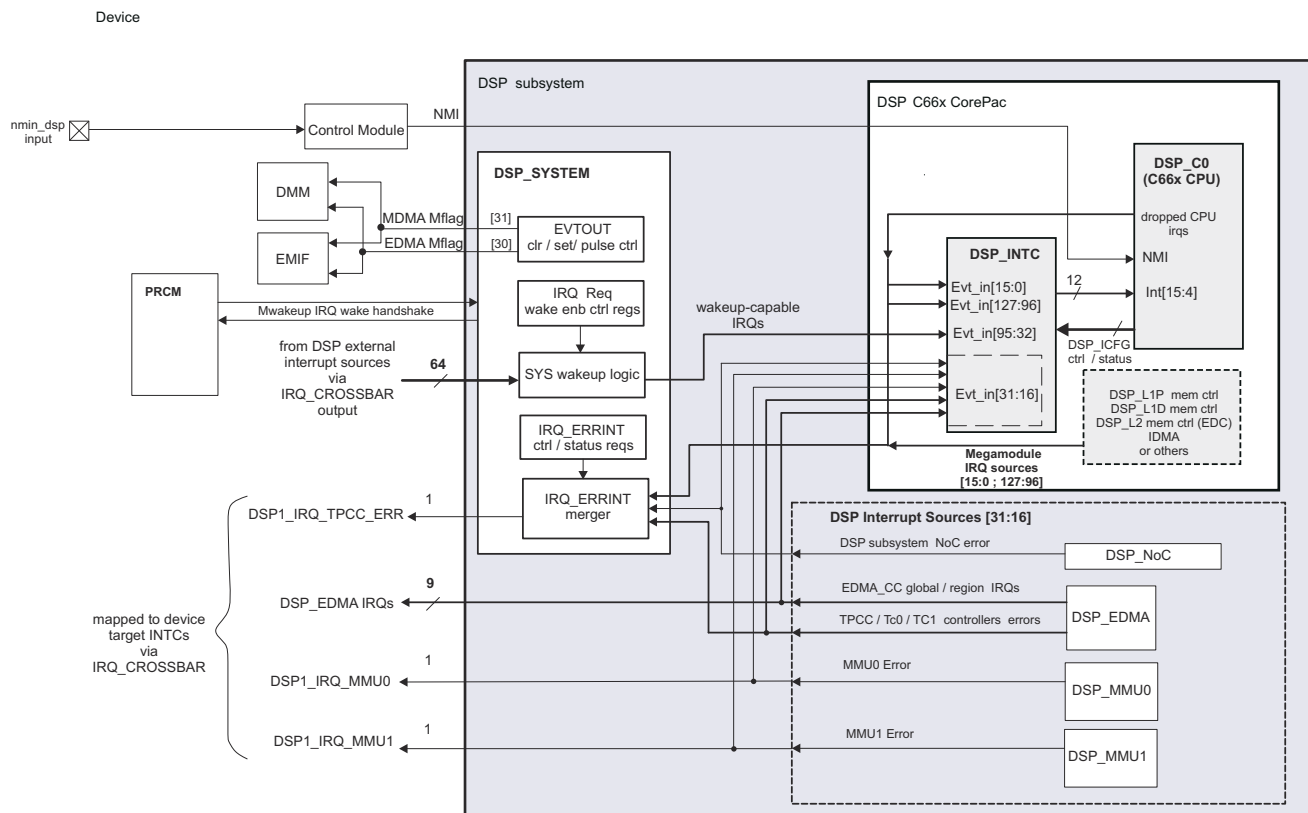 Device
DSP subsystem
DSP C66x CorePac
nmin_dsp
input
Control Module
NMI
DSP_SYSTEM
DMM
EMIF
MDMA Mflag
EDMA Mflag
[31]
[30]
EVTOUT
clr / set/ pulse ctrl
DSP_C0
(C66x CPU)
dropped CPU
irqs
NMI
Int[15:4]
DSP_INTC
Evt_in[15:0]
Evt_in[127:96]
Evt_in[95:32]
Evt_in[31:16]
12
DSP_ICFG
ctrl / status
PRCM
Mwakeup IRQ wake handshake
IRQ Req
wake enb ctrl regs
wakeup-capable
IRQs
from DSP external
interrupt sources
via
IRQ_CROSSBAR
output
64
SYS wakeup logic
IRQ_ERRINT
ctrl / status reqs
IRQ_ERRINT
merger
DSP_L1P mem ctrl
DSP_L1D mem ctrl
DSP_L2 mem ctrl (EDC)
IDMA
or others
Megamodule
IRQ sources
[15:0 ; 127:96]
DSP Interrupt Sources [31:16]
1
DSP1_IRQ_TPCC_ERR
DSP subsystem NoC error
DSP_NoC
9
DSP_EDMA IRQs
EDMA_CC global / region IRQs
TPCC / Tc0 / TC1 controllers errors
DSP_EDMA
mapped to device
target INTCs
via
IRQ_CROSSBAR
1
DSP1_IRQ_MMU0
MMU0 Error
DSP_MMU0
1
DSP1_IRQ_MMU1
MMU1 Error
DSP_MMU1